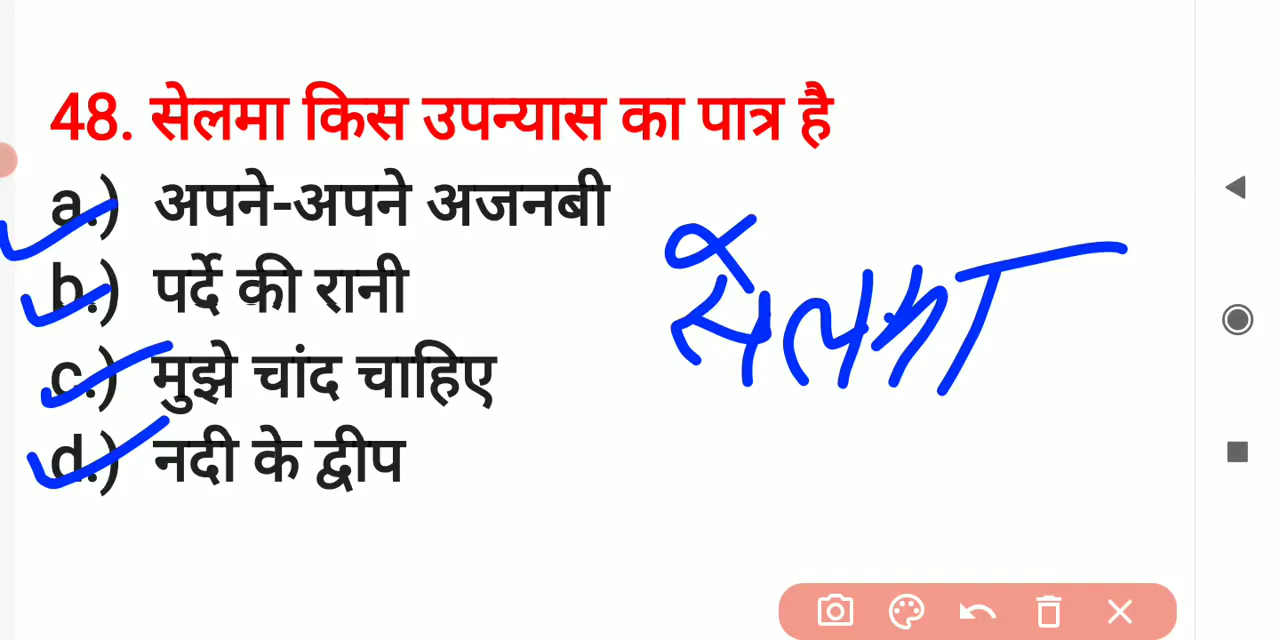 48. सेलमा किस उपन्यास का पात्र है
a.) अपने-अपने अजनबी
b.) पर्दे की रानी
c.) मुझे चांद चाहिए
d.) नदी के द्वीप
सेलमा